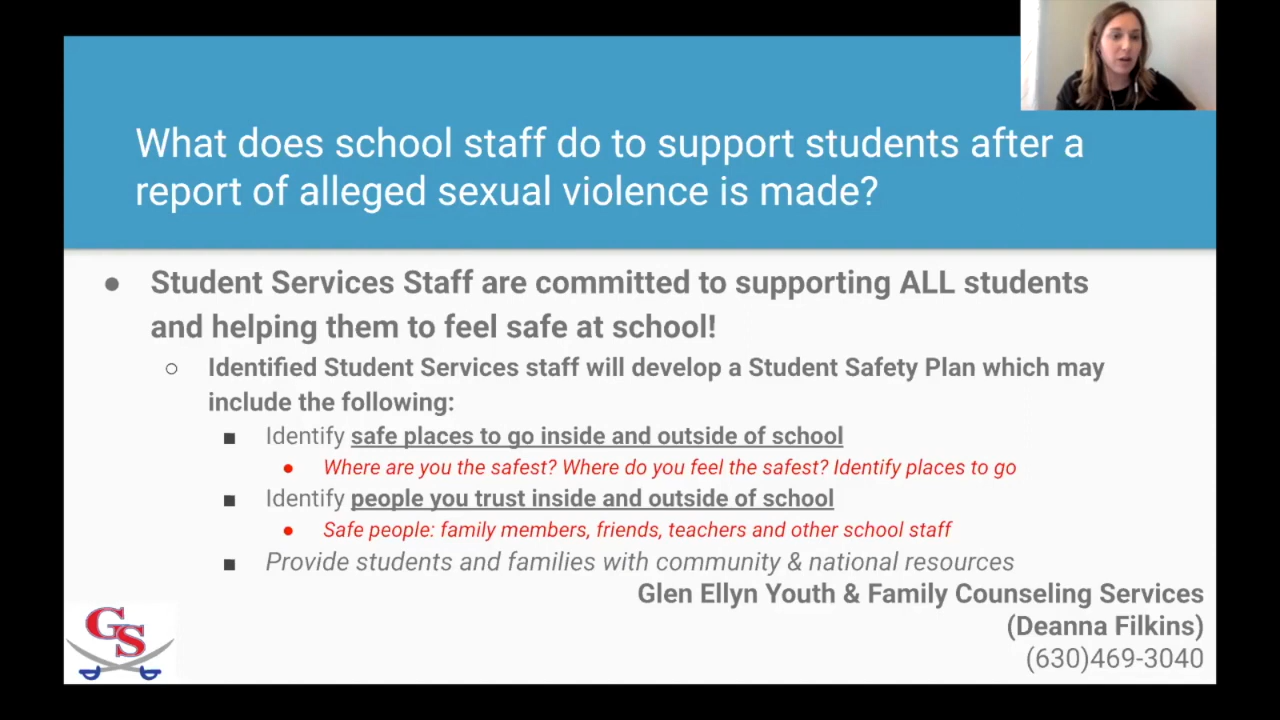 What does school staff do to support students after a
report of alleged sexual violence is made?
● Student Services Staff are committed to supporting ALL students
and helping them to feel safe at school!
○ Identified Student Services staff will develop a Student Safety Plan which may
include the following:
■ Identify safe places to go inside and outside of school
● Where are you the safest? Where do you feel the safest? Identify places to go
■ Identify people you trust inside and outside of school
● Safe people: family members, friends, teachers and other school staff
■ Provide students and families with community & national resources
Glen Ellyn Youth & Family Counseling Services
(Deanna Filkins)
(630)469-3040
GS